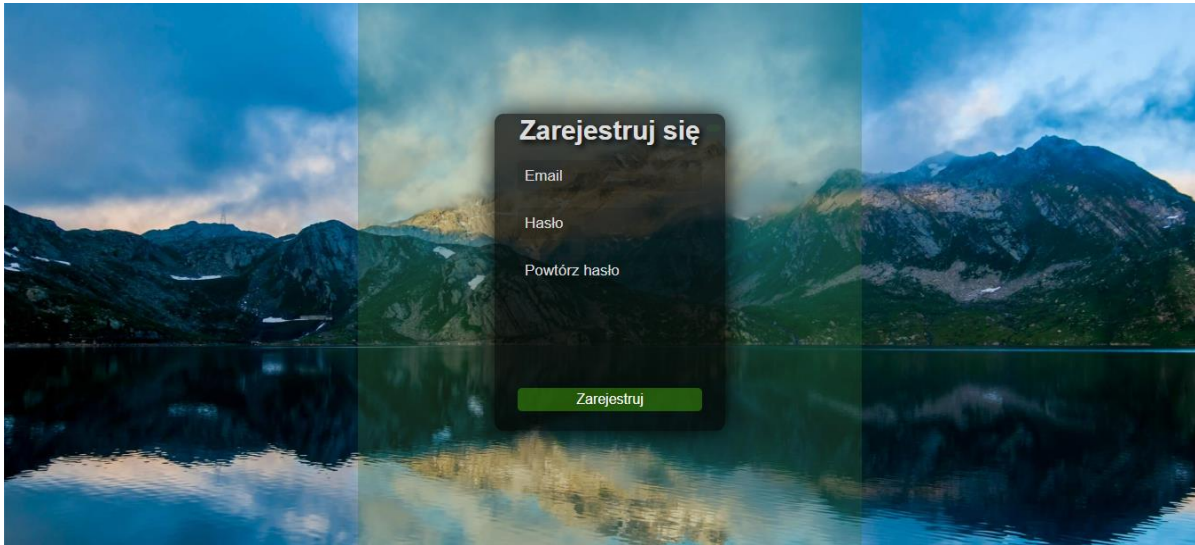 Zarejestruj się
Email
Hasło
Powtórz hasło
Zarejestruj